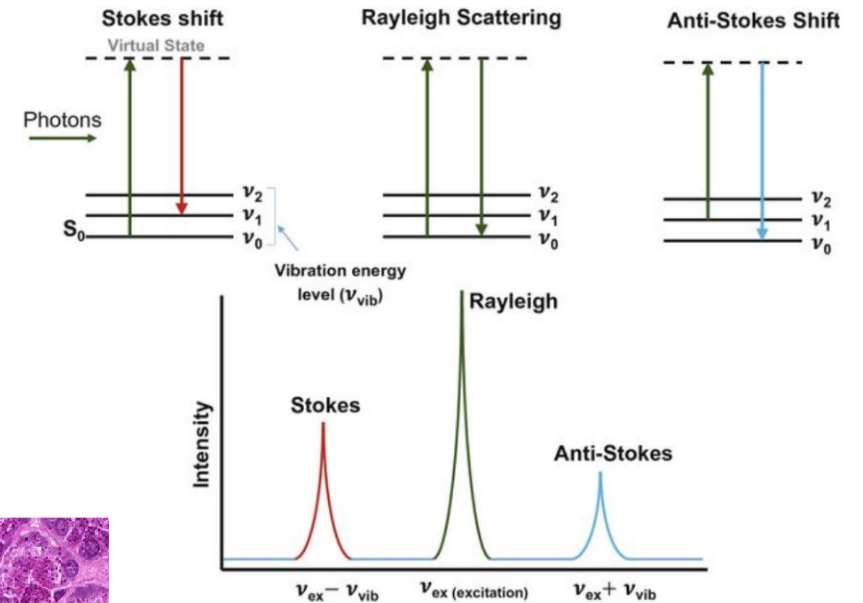 Stokes shift
Rayleigh Scattering
Anti-Stokes Shift
Virtual State
Photons
ν2
ν1
S0
ν0
ν2
ν1
ν0
ν2
ν1
ν0
Vibration energy
level (νvib)
Rayleigh
Stokes
Anti-Stokes
Intensity
νex− νvib
νex (excitation)
νex+ νvib